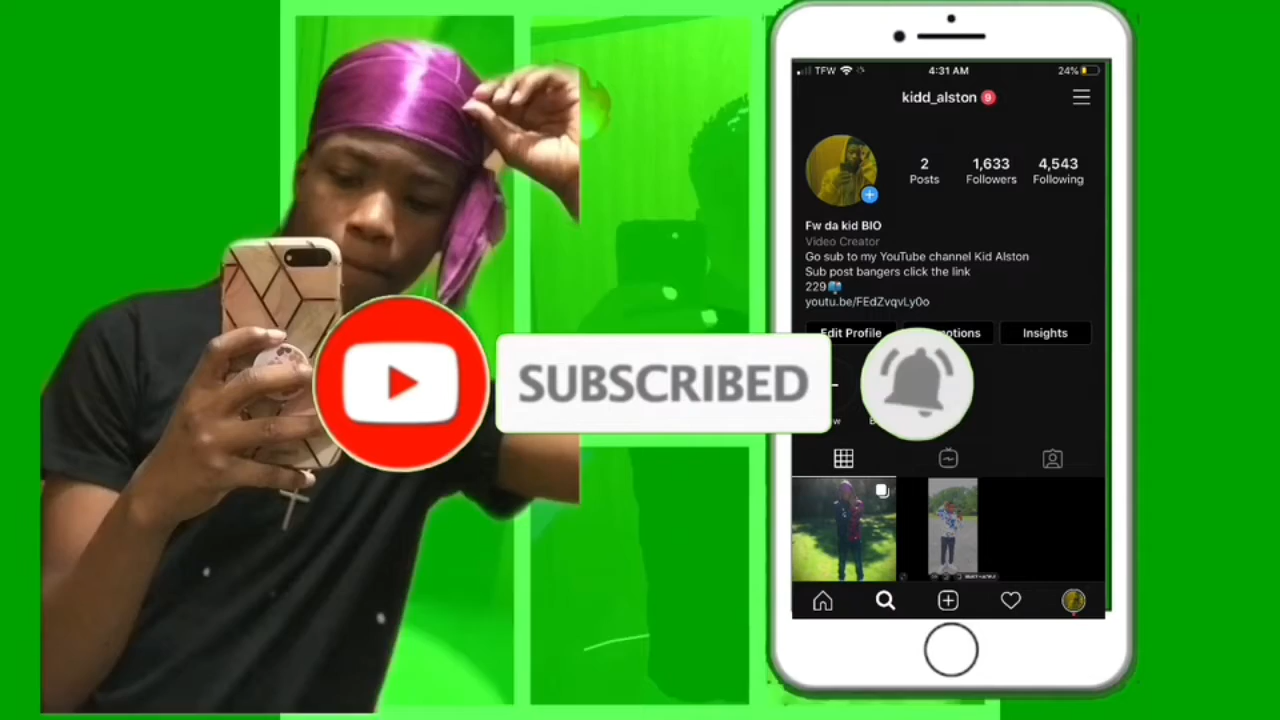 TFW 4:31 AM 24%
kidd_alston 9
2 1,633 4,543
Posts Followers Following
Fw da kid BIO
Video Creator
Go sub to my YouTube channel Kid Alston
Sub post bangers click the link
229
youtu.be/FEdZvqvLy0o
Edit Profile Insights
SUBSCRIBED